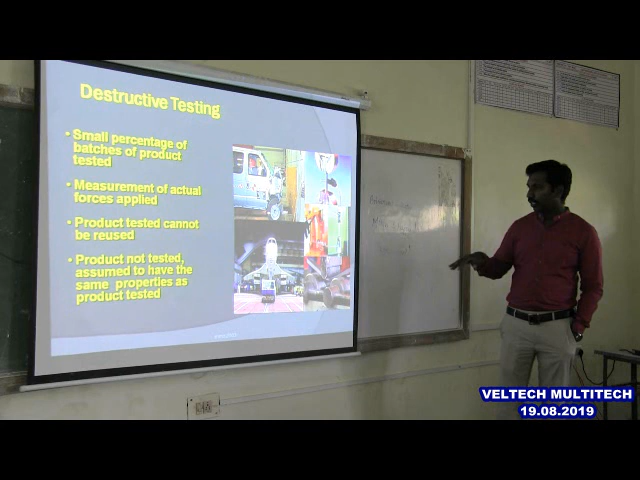 Destructive Testing
• Small percentage of
batches of product
tested
• Measurement of actual
forces applied
• Product tested cannot
be reused
• Product not tested,
assumed to have the
same properties as
product tested
VELTECH MULTITECH
19.08.2019